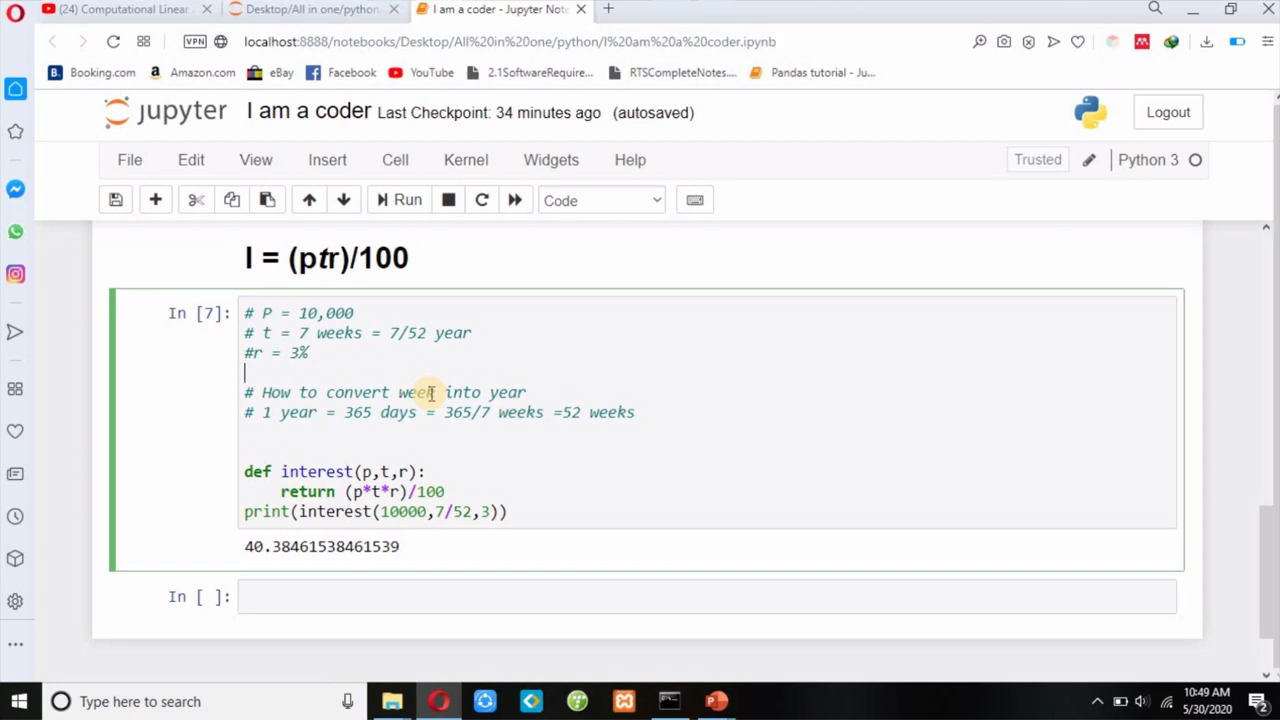 (24) Computational Linear
Desktop/All in one/python
I am a coder - Jupyter Not
VPN
localhost:8888/notebooks/Desktop/All%20in%20one/python/I%20am%20a%20coder.ipynb
Booking.com
Amazon.com
eBay
Facebook
YouTube
2.1SoftwareRequire...
RTSCompleteNotes....
Pandas tutorial - Ju...
jupyter
I am a coder Last Checkpoint: 34 minutes ago (autosaved)
Logout
File Edit View Insert Cell Kernel Widgets Help
Trusted
Python 3
Run
Code
I = (ptr)/100
In [7]:
# P = 10,000
# t = 7 weeks = 7/52 year
#r = 3%
# How to convert week into year
# 1 year = 365 days = 365/7 weeks =52 weeks
def interest(p,t,r):
return (p*t*r)/100
print(interest(10000,7/52,3))
40.38461538461539
In [ ]:
Type here to search
10:49 AM
5/30/2020
2